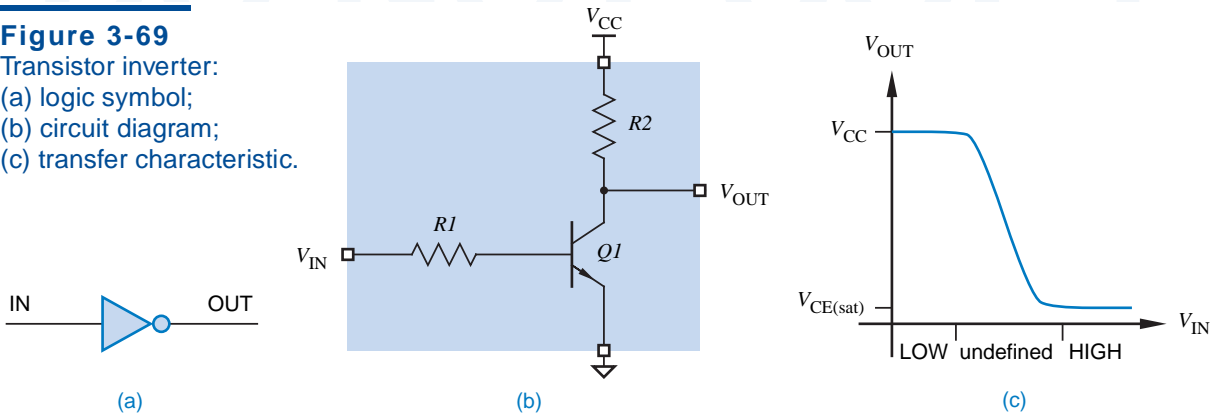 Figure 3-69
Transistor inverter:
(a) logic symbol;
(b) circuit diagram;
(c) transfer characteristic.
IN
OUT
(a)
VCC
R2
VOUT
R1
VIN
Q1
(b)
VOUT
VCC
VCE(sat)
VIN
LOW undefined HIGH
(c)